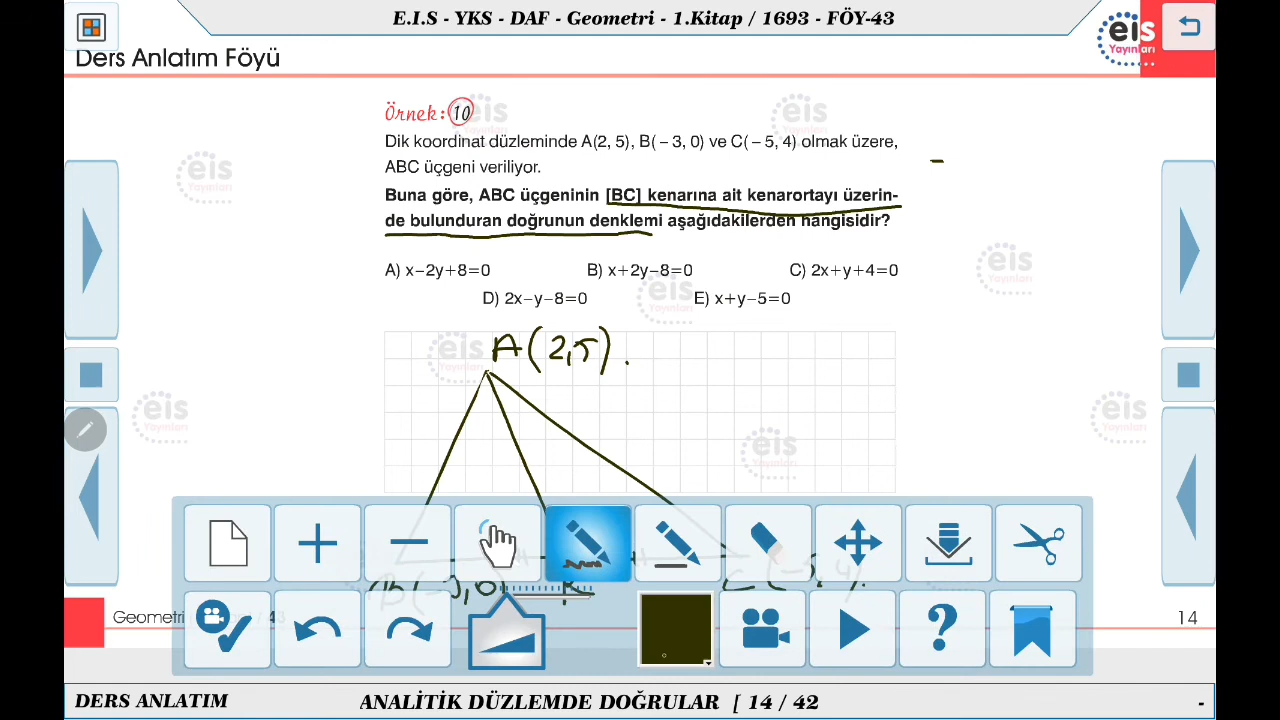 E.I.S - YKS - DAF - Geometri - 1.Kitap / 1693 - FÖY-43
eis
Yayınları
Ders Anlatım Föyü
Örnek: 10
Dik koordinat düzleminde A(2, 5), B(– 3, 0) ve C(– 5, 4) olmak üzere,
ABC üçgeni veriliyor.
Buna göre, ABC üçgeninin [BC] kenarına ait kenarortayı üzerin-
de bulunduran doğrunun denklemi aşağıdakilerden hangisidir?
A) x–2y+8=0 B) x+2y–8=0 C) 2x+y+4=0
D) 2x–y–8=0 E) x+y–5=0
A(2,5).
Geometri
14
DERS ANLATIM ANALİTİK DÜZLEMDE DOĞRULAR [ 14 / 42 -